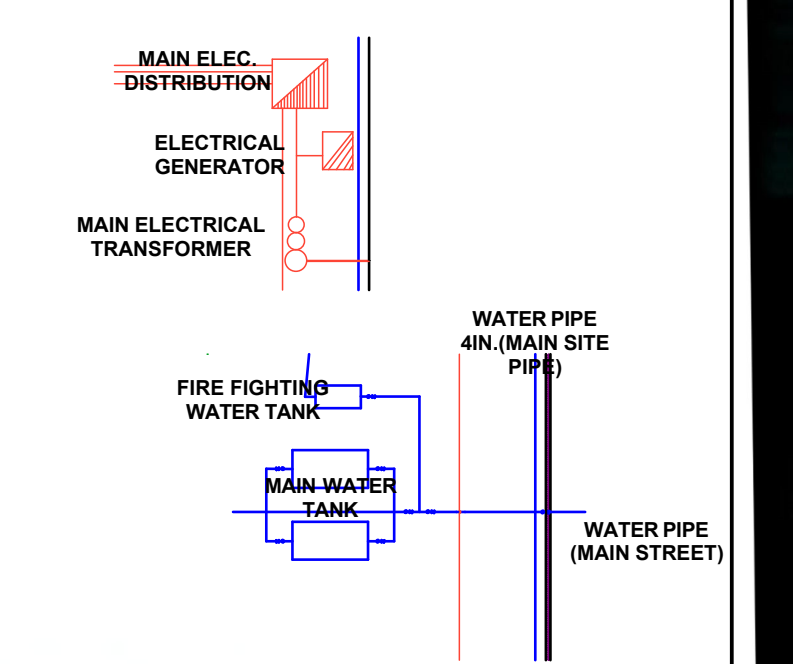 MAIN ELEC.
DISTRIBUTION
ELECTRICAL
GENERATOR
MAIN ELECTRICAL
TRANSFORMER
WATER PIPE
4IN.(MAIN SITE
PIPE)
FIRE FIGHTING
WATER TANK
MAIN WATER
TANK
WATER PIPE
(MAIN STREET)